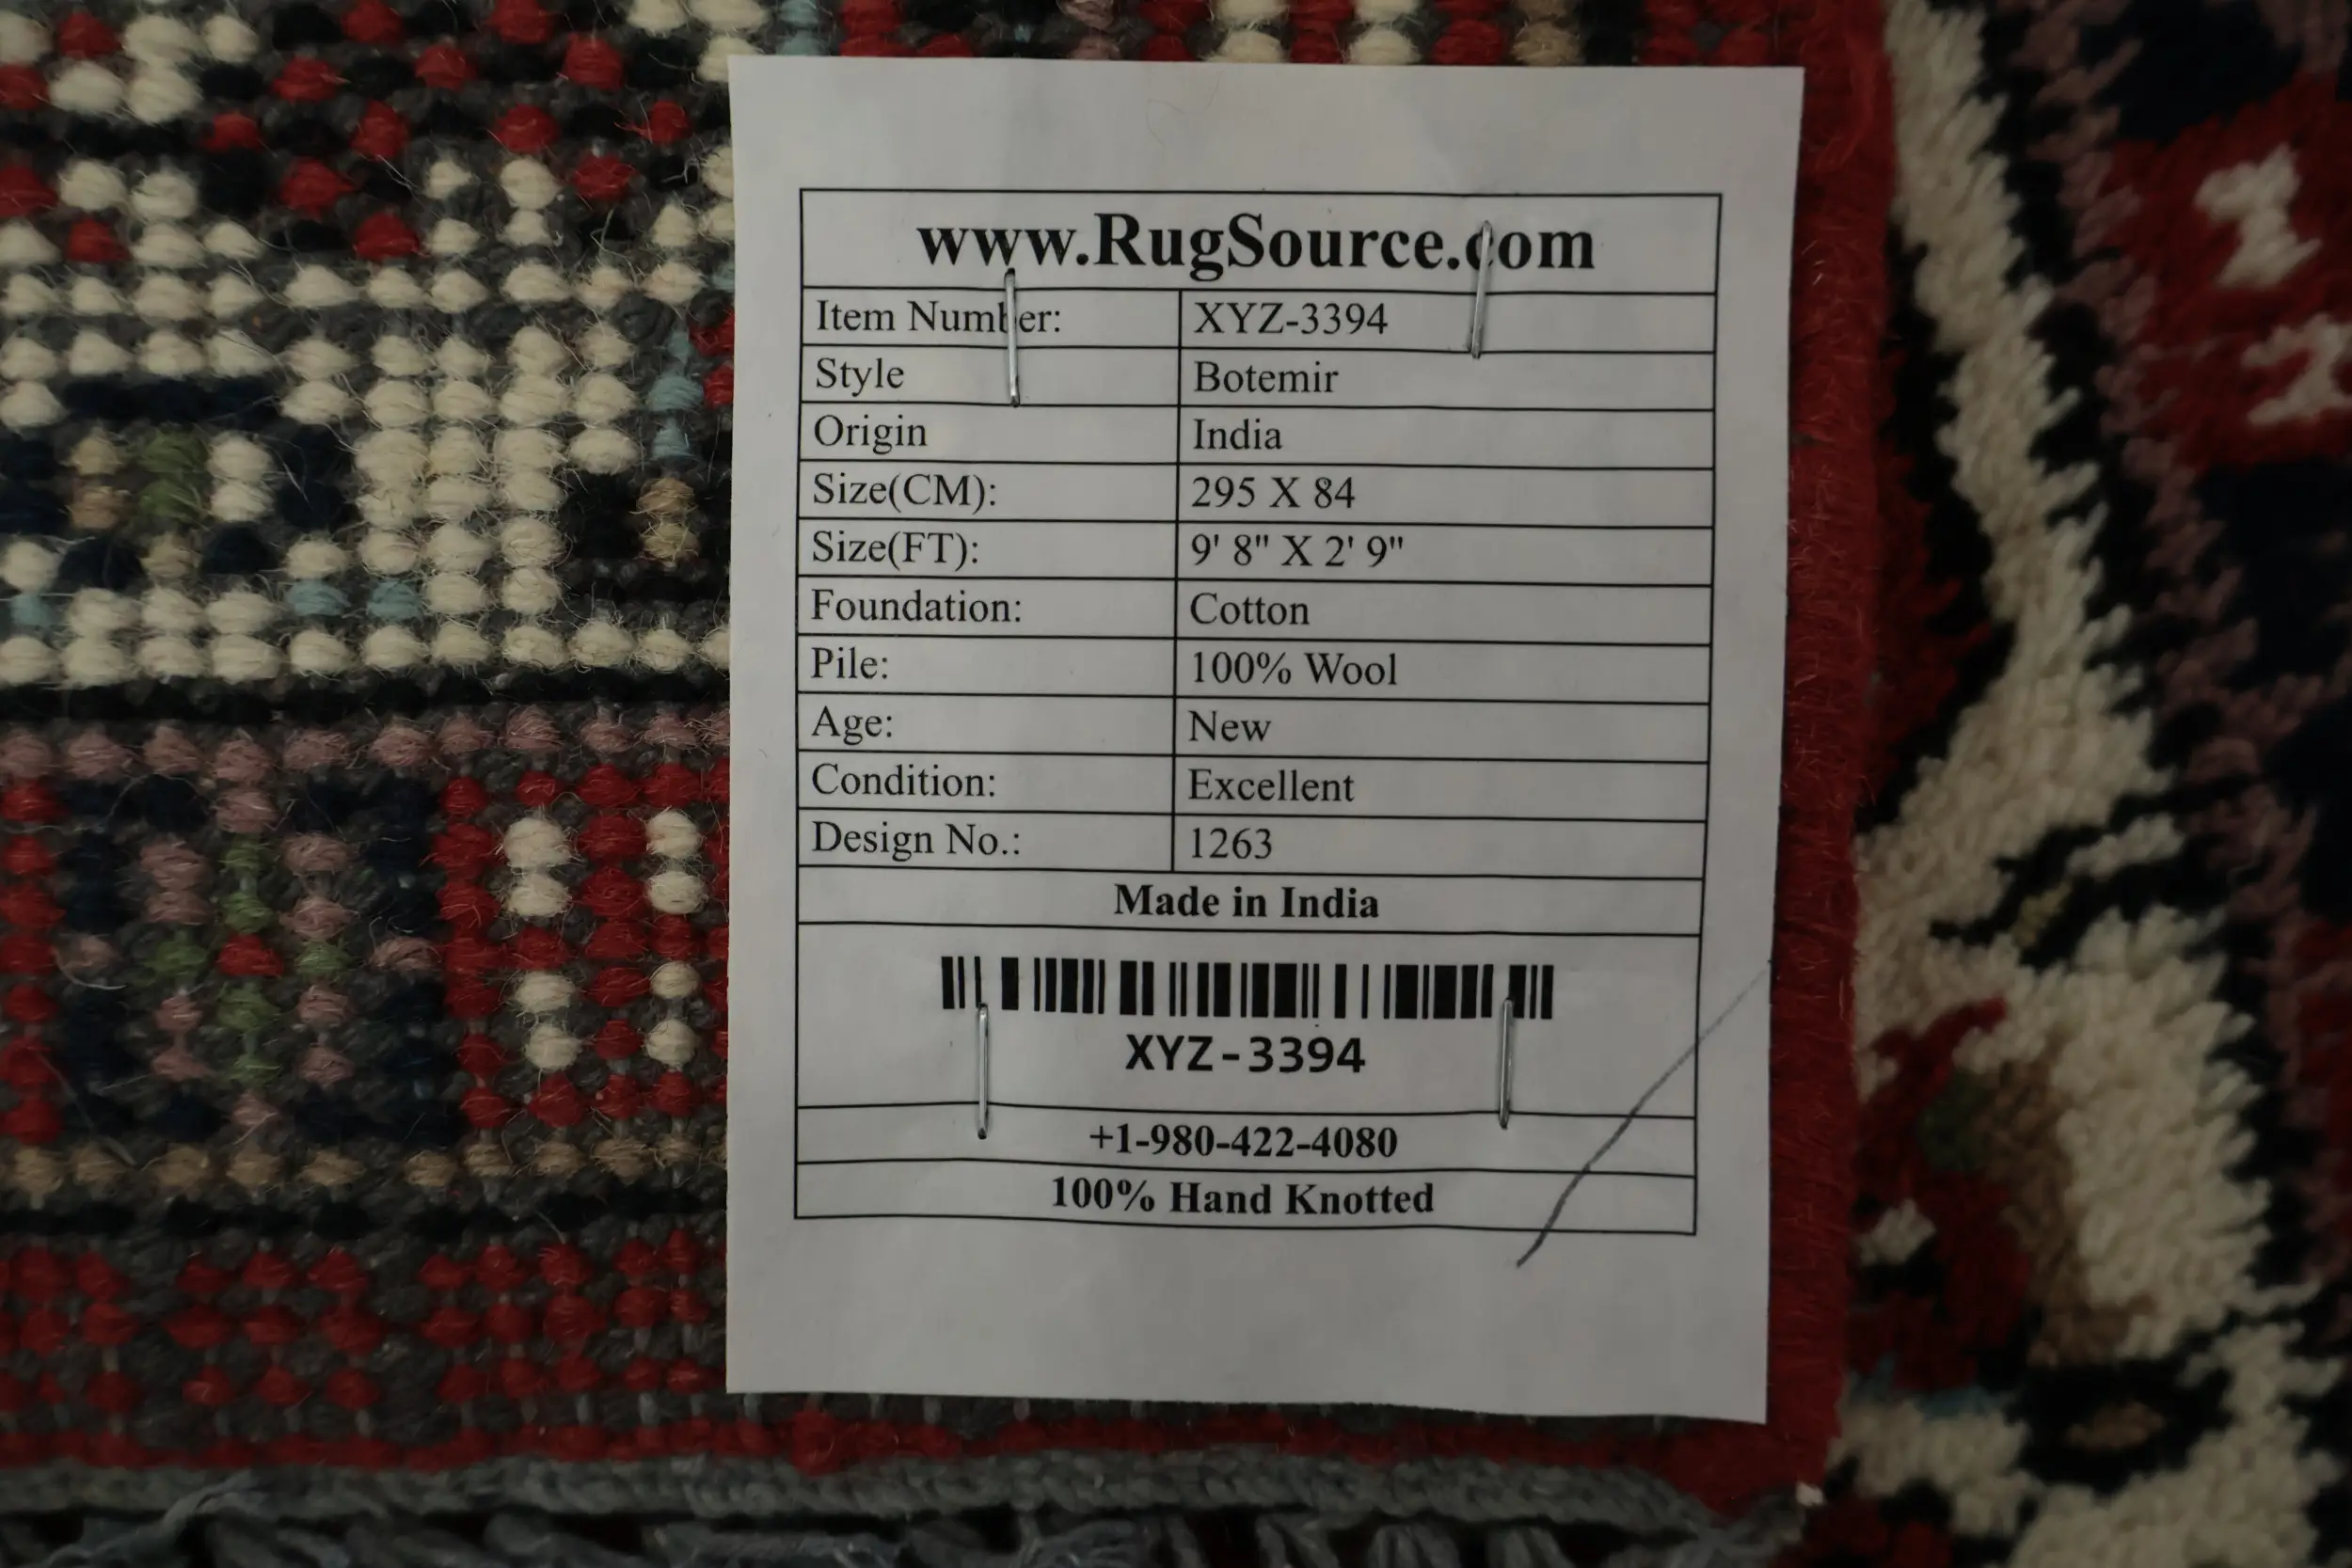 www.RugSource.com
Item Number: XYZ-3394
Style Botemir
Origin India
Size(CM): 295 X 84
Size(FT): 9' 8" X 2' 9"
Foundation: Cotton
Pile: 100% Wool
Age: New
Condition: Excellent
Design No.: 1263
Made in India
XYZ-3394
+1-980-422-4080
100% Hand Knotted